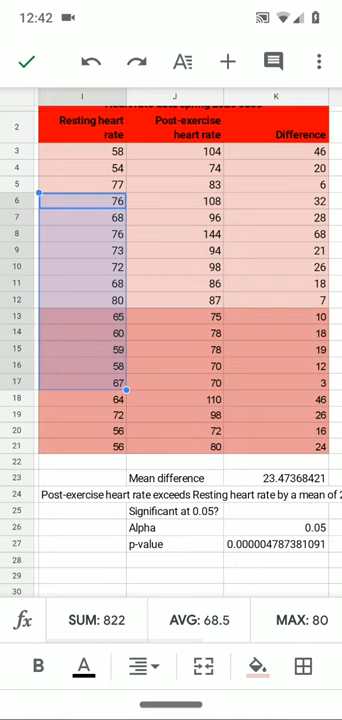 12:42
I J K
Heart rate data spring 2020 
2 Resting heart rate Post-exercise heart rate Difference
3 58 104 46
4 54 74 20
5 77 83 6
6 76 108 32
7 68 96 28
8 76 144 68
9 73 94 21
10 72 98 26
11 68 86 18
12 80 87 7
13 65 75 10
14 60 78 18
15 59 78 19
16 58 70 12
17 67 70 3
18 64 110 46
19 72 98 26
20 56 72 16
21 56 80 24
22
23 Mean difference 23.47368421
24 Post-exercise heart rate exceeds Resting heart rate by a mean of 2
25 Significant at 0.05?
26 Alpha 0.05
27 p-value 0.000004787381091
28
29
30
fx SUM: 822 AVG: 68.5 MAX: 80
B A